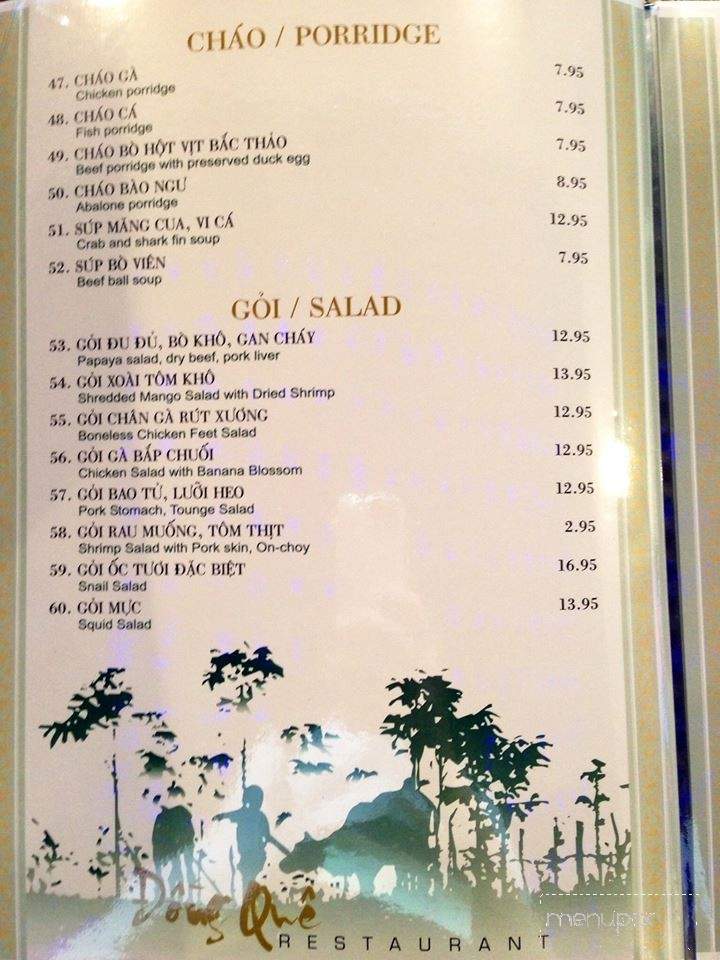 CHÁO / PORRIDGE
47. CHÁO GÀ 7.95
Chicken porridge
48. CHÁO CÁ 7.95
Fish porridge
49. CHÁO BÒ HỘT VỊT BẮC THẢO 7.95
Beef porridge with preserved duck egg
50. CHÁO BÀO NGƯ 8.95
Abalone porridge
51. SÚP MĂNG CUA, VI CÁ 12.95
Crab and shark fin soup
52. SÚP BÒ VIÊN 7.95
Beef ball soup
GỎI / SALAD
53. GỎI ĐU ĐỦ, BÒ KHÔ, GAN CHÁY 12.95
Papaya salad, dry beef, pork liver
54. GỎI XOÀI TÔM KHÔ 13.95
Shredded Mango Salad with Dried Shrimp
55. GỎI CHÂN GÀ RÚT XƯƠNG 12.95
Boneless Chicken Feet Salad
56. GỎI GÀ BẮP CHUỐI 12.95
Chicken Salad with Banana Blossom
57. GỎI BAO TỬ, LƯỠI HEO 12.95
Pork Stomach, Tounge Salad
58. GỎI RAU MUỐNG, TÔM THỊT 2.95
Shrimp Salad with Pork skin, On-choy
59. GỎI ỐC TƯƠI ĐẶC BIỆT 16.95
Snail Salad
60. GỎI MỰC 13.95
Squid Salad
Đồng Quê
RESTAURANT
menupix